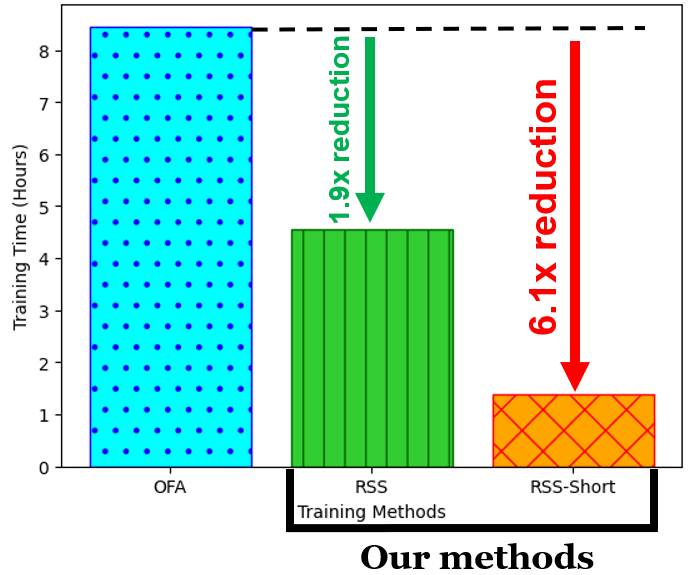 8
7
6
5
4
3
2
1
0
Training Time (Hours)
1.9x reduction
6.1x reduction
OFA
RSS
RSS-Short
Training Methods
Our methods